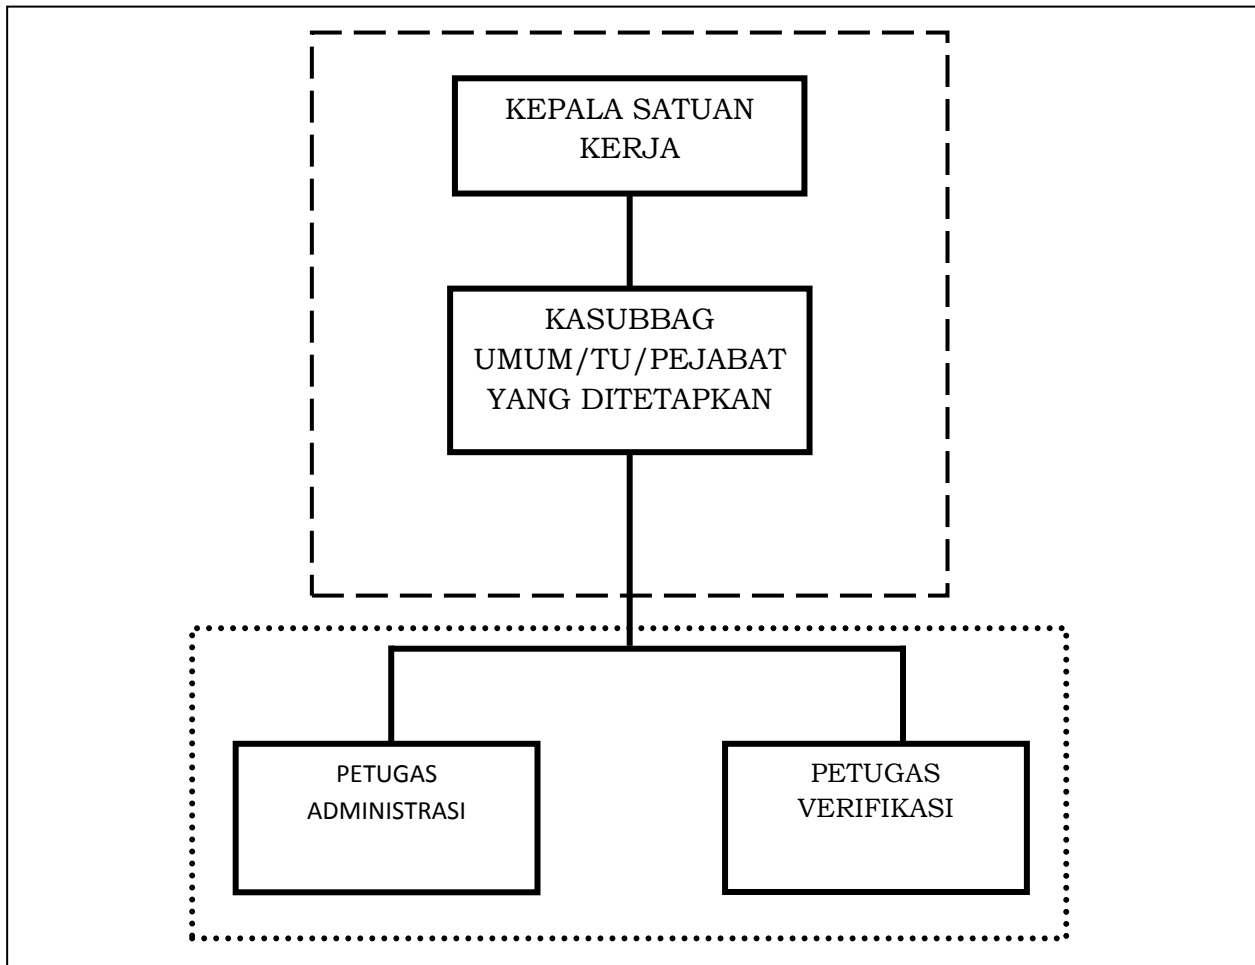 KEPALA SATUAN
KERJA
KASUBBAG
UMUM/TU/PEJABAT
YANG DITETAPKAN
PETUGAS
ADMINISTRASI
PETUGAS
VERIFIKASI